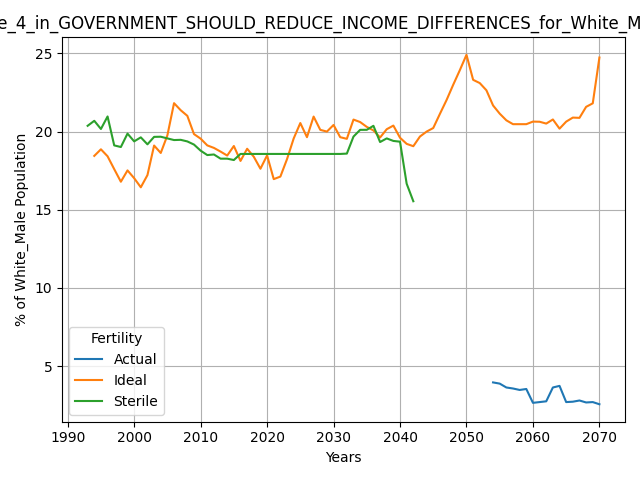 e_4_in_GOVERNMENT_SHOULD_REDUCE_INCOME_DIFFERENCES_for_White_M
% of White_Male Population
25
20
15
10
5
Fertility
Actual
Ideal
Sterile
1990 2000 2010 2020 2030 2040 2050 2060 2070
Years